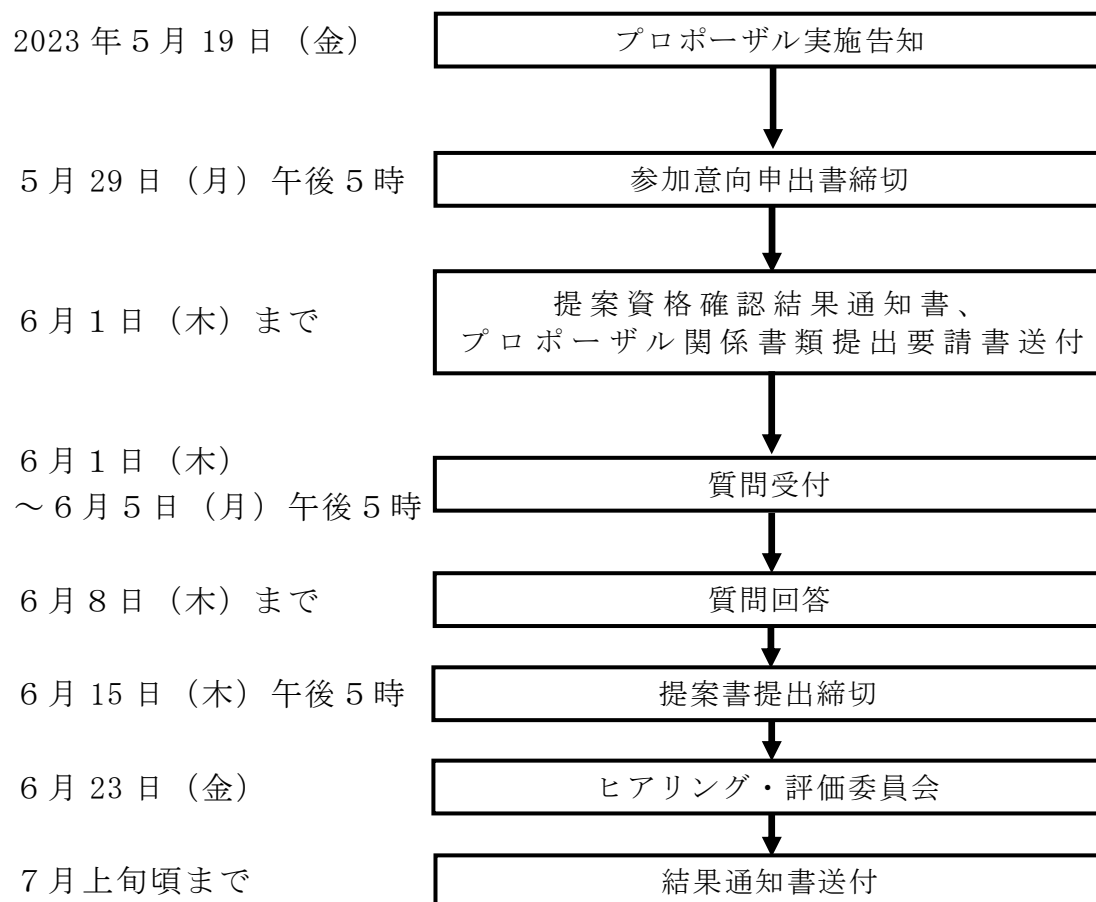 2023年５月19日（金）
プロポーザル実施告知
５月29日（月）午後５時
参加意向申出書締切
６月１日（木）まで
提案資格確認結果通知書、
プロポーザル関係書類提出要請書送付
６月１日（木）
～６月５日（月）午後５時
質問受付
６月８日（木）まで
質問回答
６月15日（木）午後５時
提案書提出締切
６月23日（金）
ヒアリング・評価委員会
７月上旬頃まで
結果通知書送付